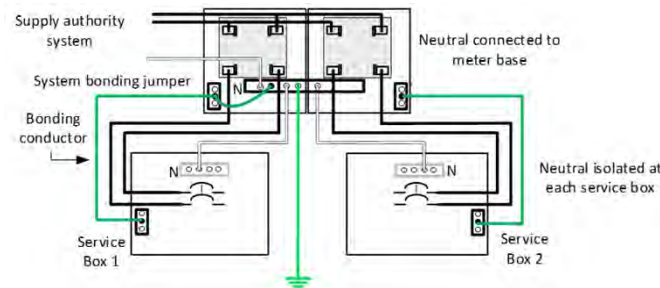 Supply authority
system
Neutral connected to
meter base
System bonding jumper
N
Bonding
conductor
N
N
Neutral isolated at
each service box
Service
Box 1
Service
Box 2